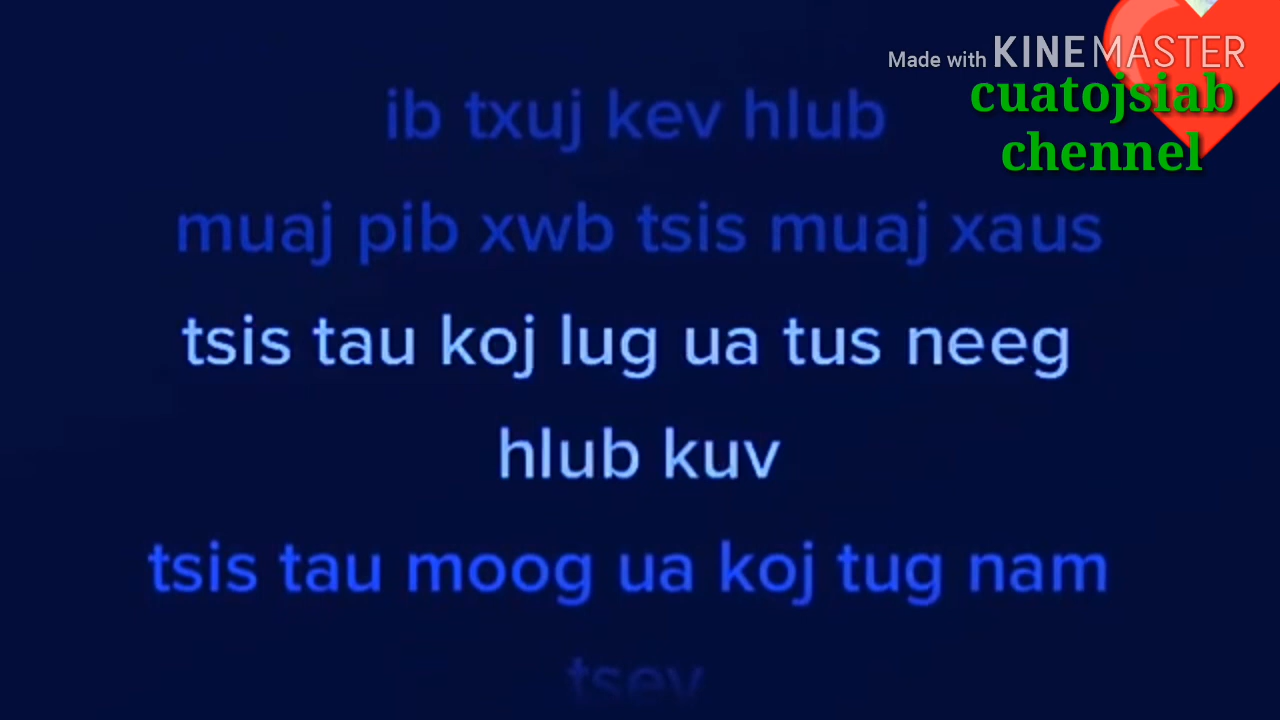 Made with KINEMASTER
cuatojsiab
chennel
ib txuj kev hlub
muaj pib xwb tsis muaj xaus
tsis tau koj lug ua tus neeg
hlub kuv
tsis tau moog ua koj tug nam
tsev